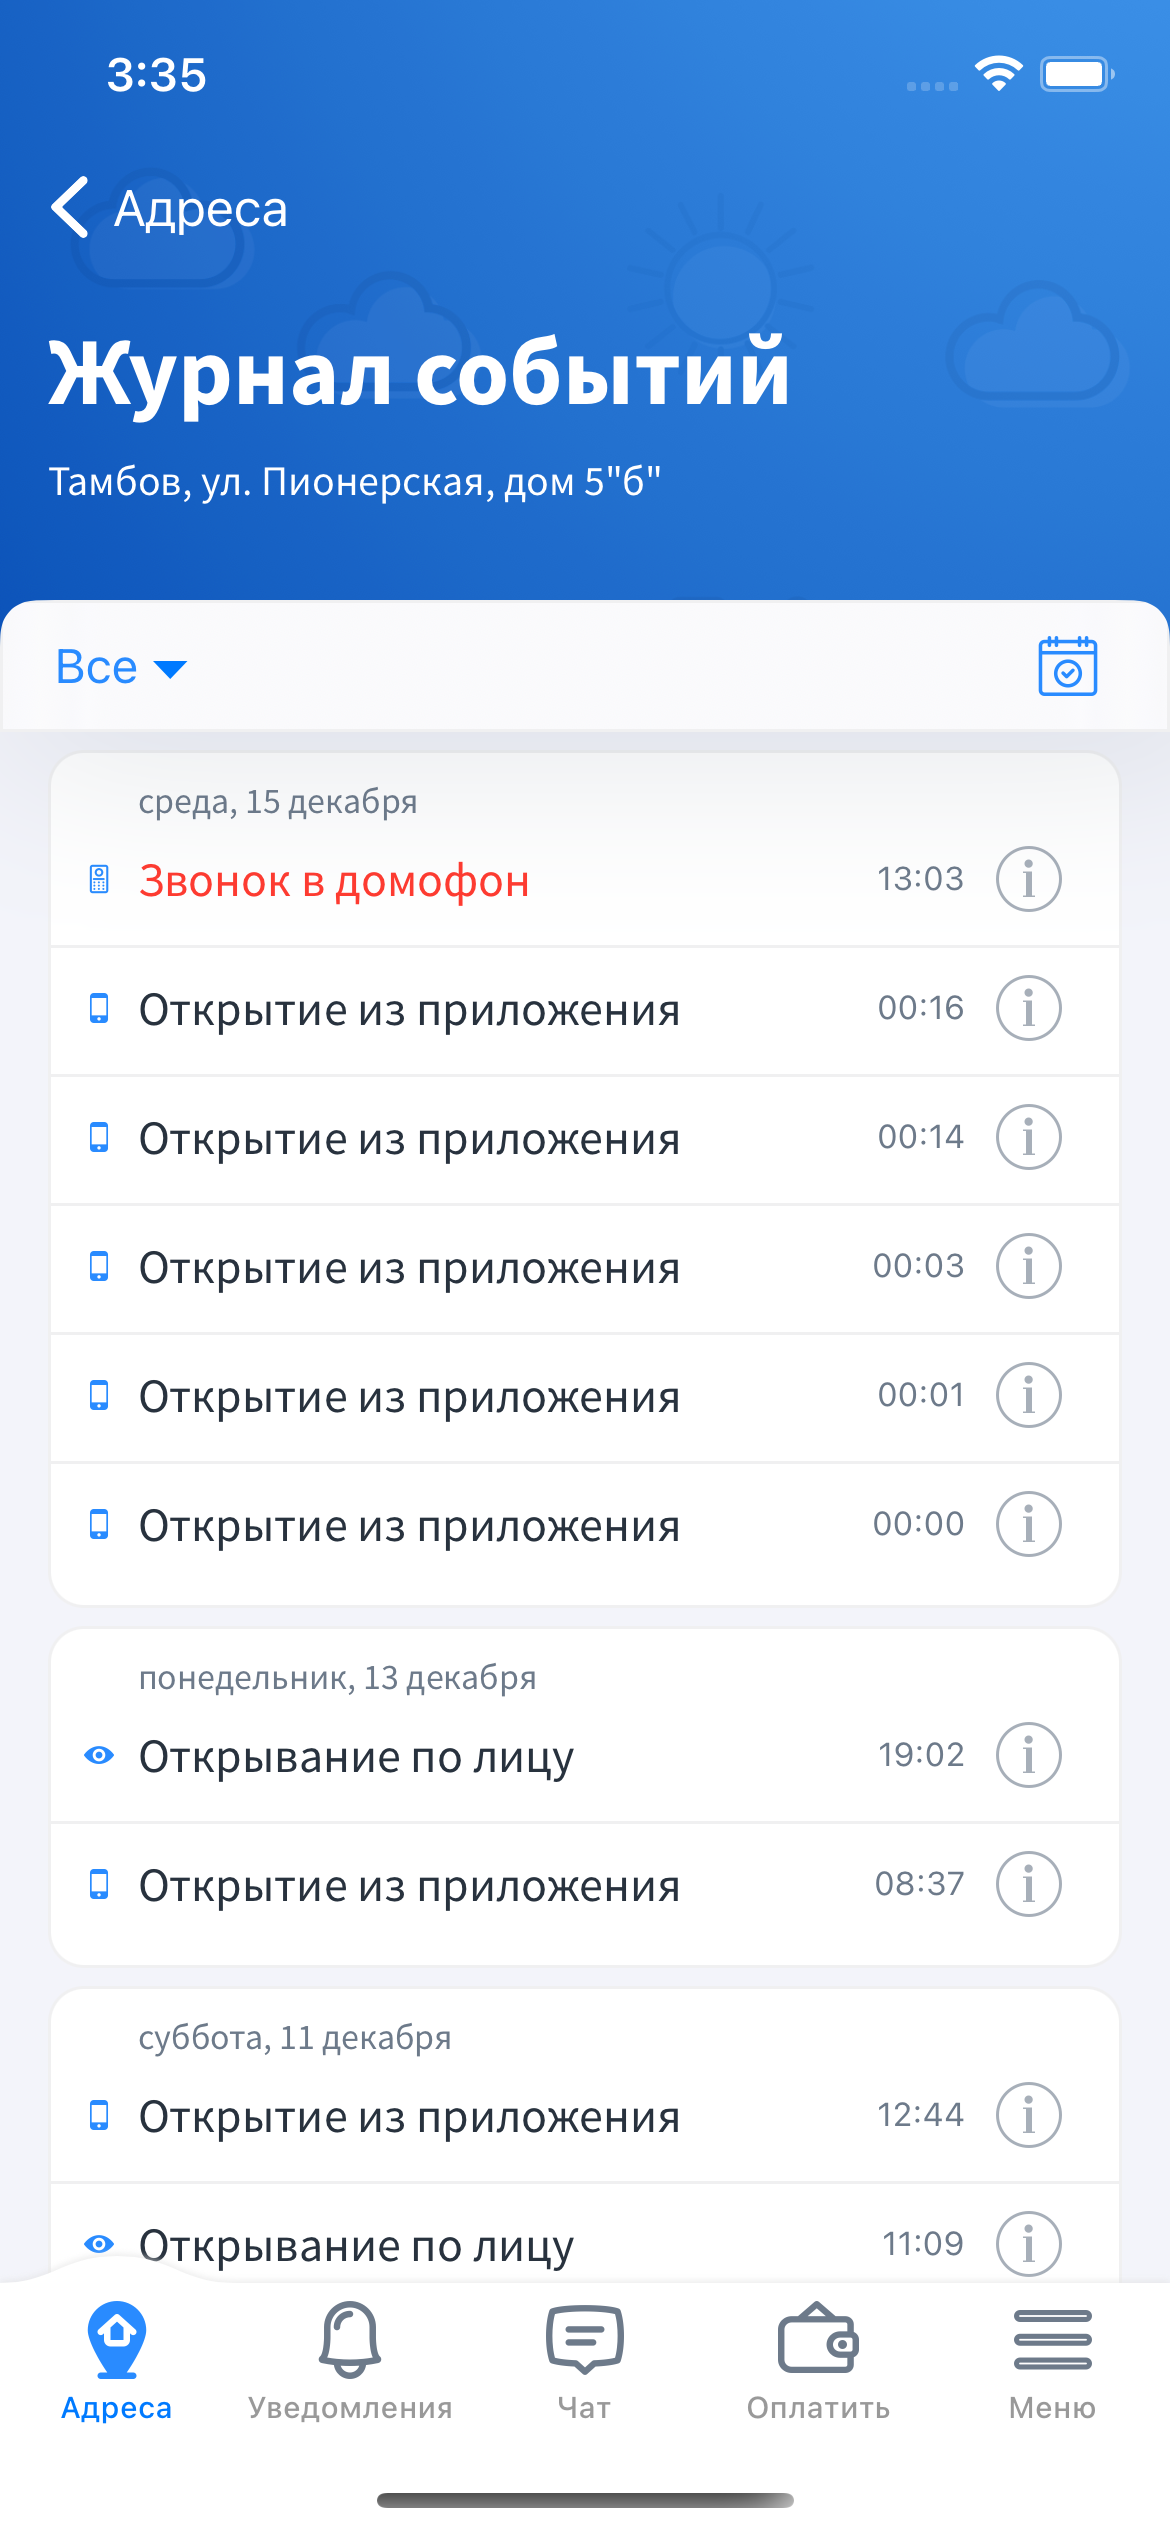 3:35
Адреса
Журнал событий
Тамбов, ул. Пионерская, дом 5"б"
Все
среда, 15 декабря
Звонок в домофон 13:03
Открытие из приложения 00:16
Открытие из приложения 00:14
Открытие из приложения 00:03
Открытие из приложения 00:01
Открытие из приложения 00:00
понедельник, 13 декабря
Открывание по лицу 19:02
Открытие из приложения 08:37
суббота, 11 декабря
Открытие из приложения 12:44
Открывание по лицу 11:09
Адреса Уведомления Чат Оплатить Меню